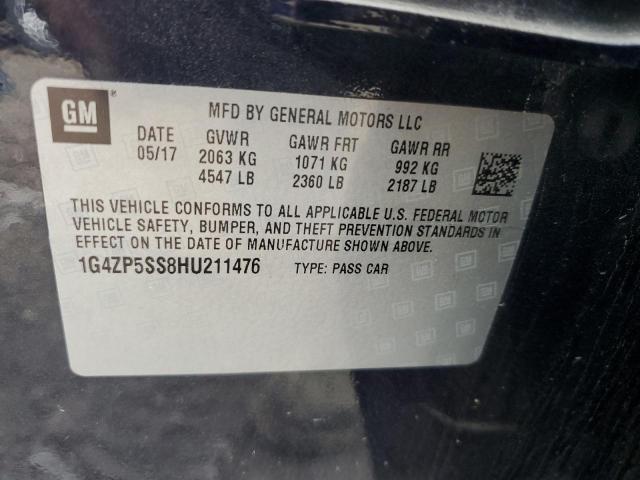 GM ®
MFD BY GENERAL MOTORS LLC
DATE GVWR GAWR FRT GAWR RR
05/17 2063 KG 1071 KG 992 KG
4547 LB 2360 LB 2187 LB
THIS VEHICLE CONFORMS TO ALL APPLICABLE U.S. FEDERAL MOTOR
VEHICLE SAFETY, BUMPER, AND THEFT PREVENTION STANDARDS IN
EFFECT ON THE DATE OF MANUFACTURE SHOWN ABOVE.
1G4ZP5SS8HU211476 TYPE: PASS CAR